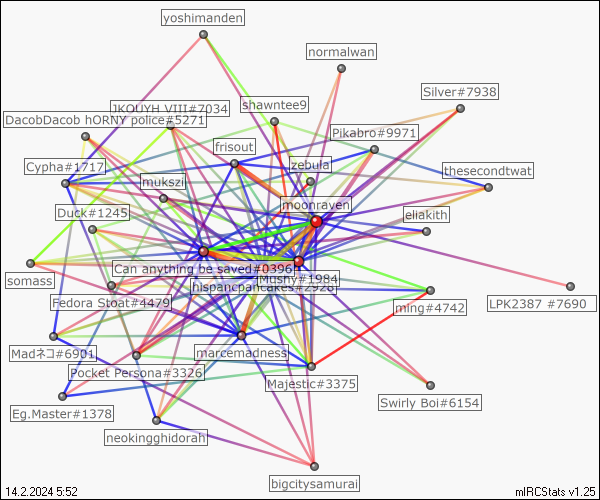 yoshimanden
normalwan
Silver#7938
shawntee9
JKOUYH VIII#7034
DacobDacob hORNY police#5271
Pikabro#9971
frisout
zebula
Cypha#1717
thesecondtwat
mukszi
moonraven
Duck#1245
eliakith
Can anything be saved#0396
somass
Mushy#1984
hispanicpancakes#2928
Fedora Stoat#4479
LPK2387 #7690
ming#4742
Madネコ#6901
marcemadness
Pocket Persona#3326
Majestic#3375
Swirly Boi#6154
Eg.Master#1378
neokingghidorah
bigcitysamurai
14.2.2024 5:52
mIRCStats v1.25